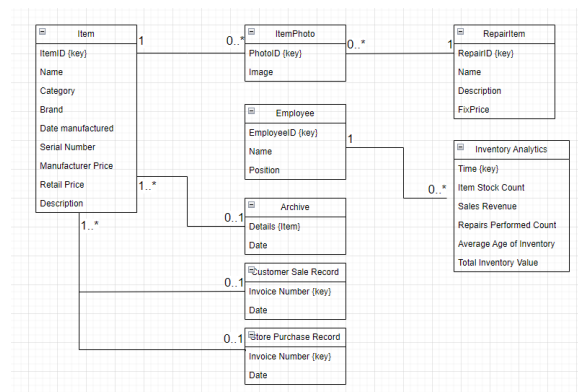 Item
ItemID {key}
Name
Category
Brand
Date manufactured
Serial Number
Manufacturer Price
Retail Price
Description
1
0..*
ItemPhoto
PhotoID {key}
Image
0..*
1
RepairItem
RepairID {key}
Name
Description
FixPrice
Employee
EmployeeID {key}
Name
Position
1
0..*
Inventory Analytics
Time {key}
Item Stock Count
Sales Revenue
Repairs Performed Count
Average Age of Inventory
Total Inventory Value
1..*
0..1
Archive
Details {Item}
Date
1..*
0..1
Customer Sale Record
Invoice Number {key}
Date
0..1
Store Purchase Record
Invoice Number {key}
Date